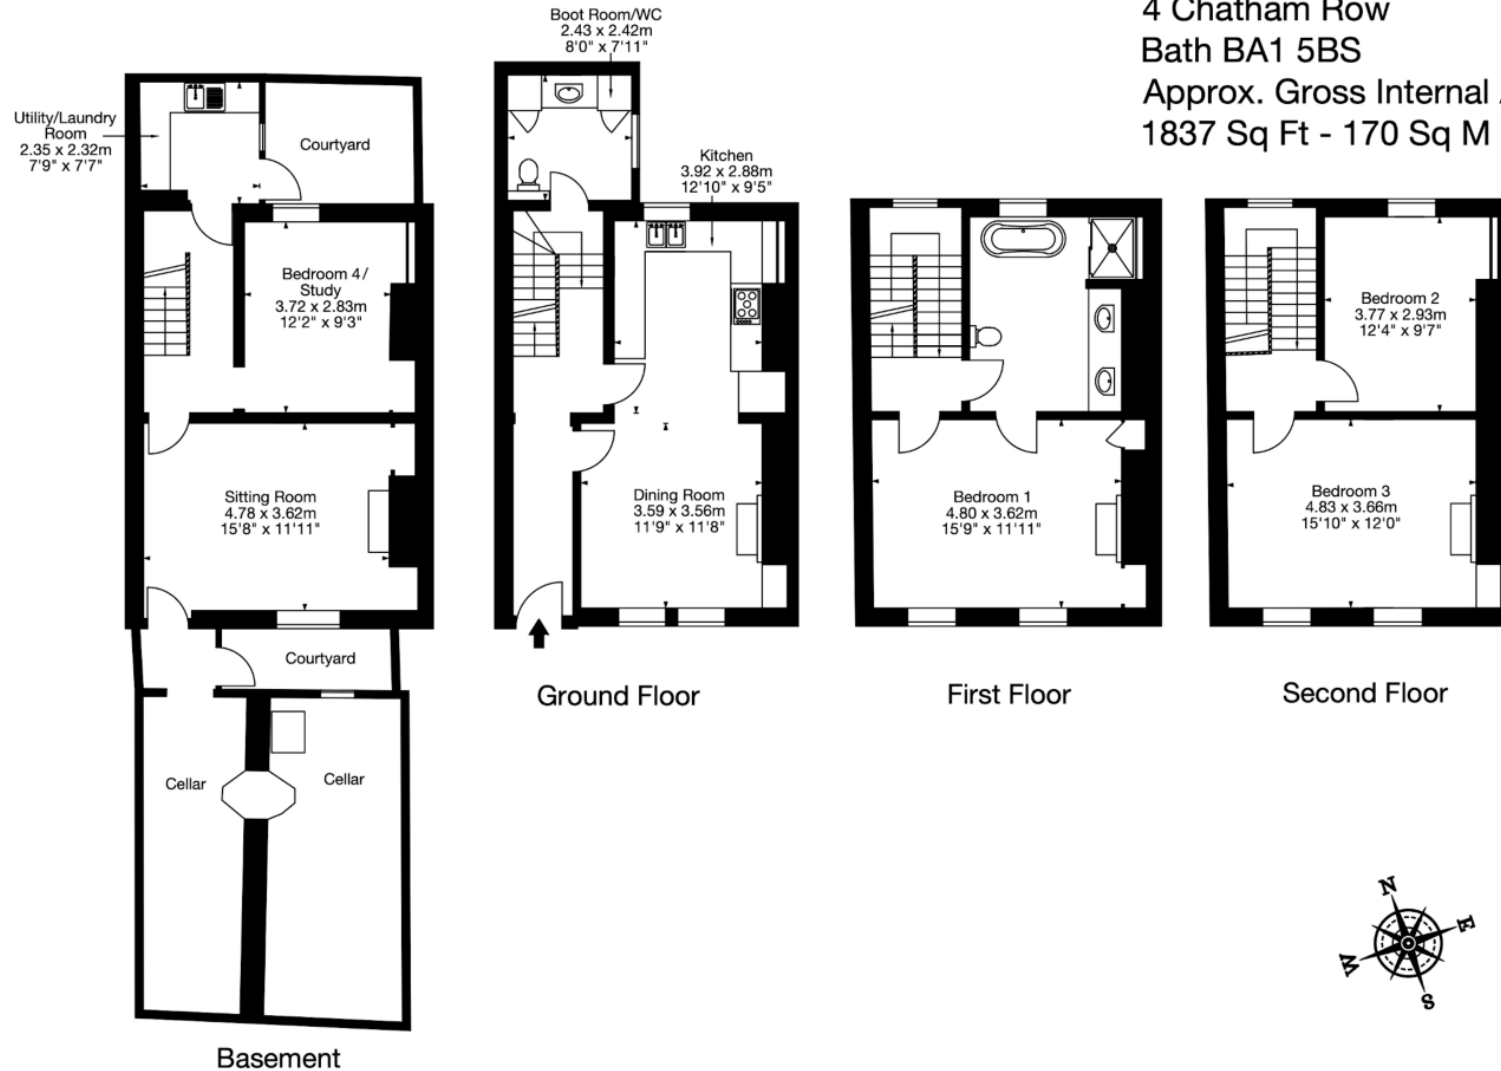 4 Chatham Row
Bath BA1 5BS
Approx. Gross Internal
1837 Sq Ft - 170 Sq M
Utility/Laundry
Room
2.35 x 2.32m
7'9" x 7'7"
Courtyard
Bedroom 4/
Study
3.72 x 2.83m
12'2" x 9'3"
Sitting Room
4.78 x 3.62m
15'8" x 11'11"
Courtyard
Cellar
Cellar
Basement
Boot Room/WC
2.43 x 2.42m
8'0" x 7'11"
Kitchen
3.92 x 2.88m
12'10" x 9'5"
Dining Room
3.59 x 3.56m
11'9" x 11'8"
Ground Floor
Bedroom 1
4.80 x 3.62m
15'9" x 11'11"
First Floor
Bedroom 2
3.77 x 2.93m
12'4" x 9'7"
Bedroom 3
4.83 x 3.66m
15'10" x 12'0"
Second Floor
N
E
W
S